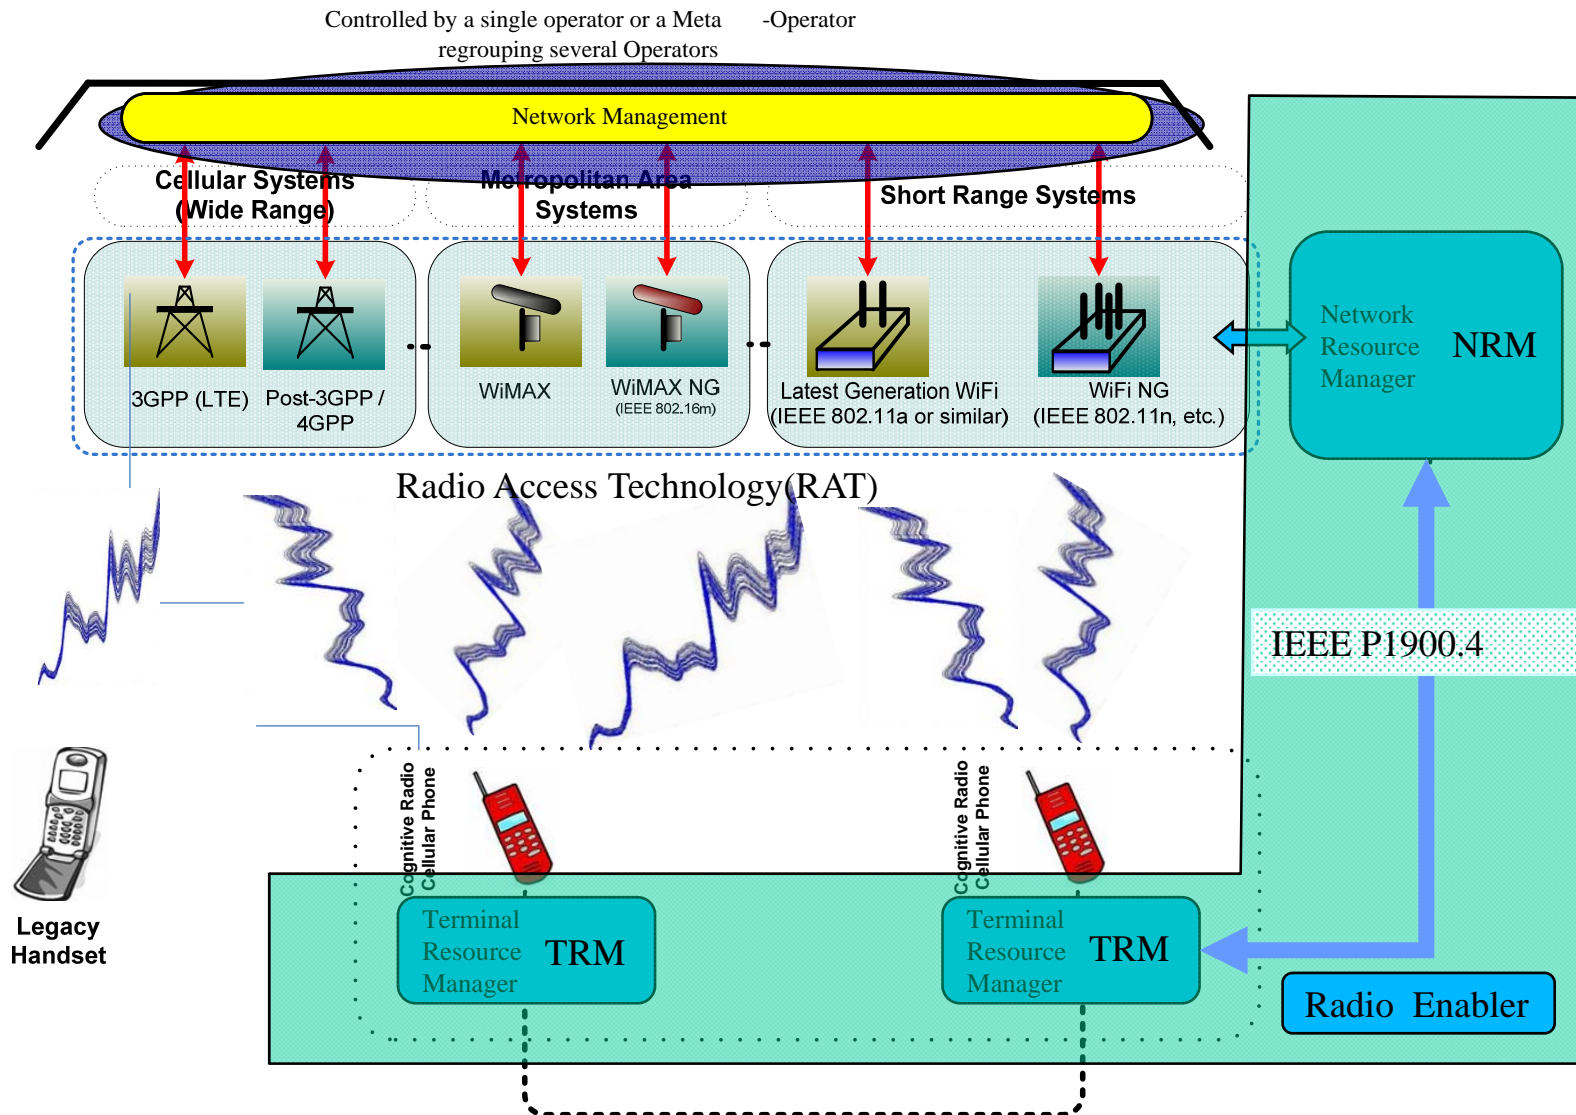 Controlled by a single operator or a Meta -Operator
regrouping several Operators
Network Management
Cellular Systems
(Wide Range)
Metropolitan Area
Systems
Short Range Systems
3GPP (LTE)
Post-3GPP /
4GPP
WiMAX
WiMAX NG
(IEEE 802.16m)
Latest Generation WiFi
(IEEE 802.11a or similar)
WiFi NG
(IEEE 802.11n, etc.)
Network
Resource
Manager
NRM
Radio Access Technology(RAT)
IEEE P1900.4
Legacy
Handset
Cognitive Radio
Cellular Phone
Terminal
Resource
Manager
TRM
Cognitive Radio
Cellular Phone
Terminal
Resource
Manager
TRM
Radio Enabler